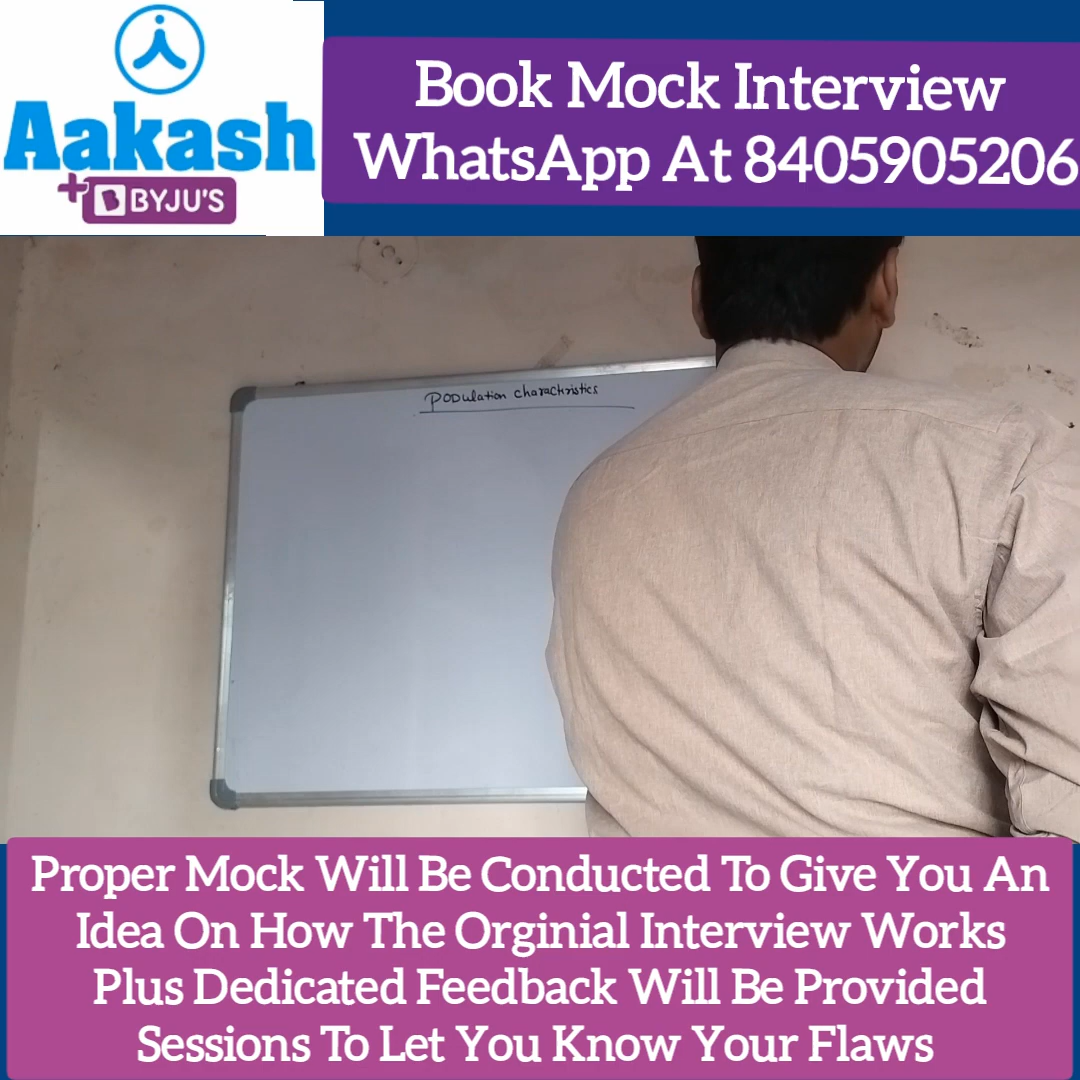 Aakash
+ BYJU'S
Book Mock Interview
WhatsApp At 8405905206
Population characteristics
Proper Mock Will Be Conducted To Give You An
Idea On How The Orginial Interview Works
Plus Dedicated Feedback Will Be Provided
Sessions To Let You Know Your Flaws